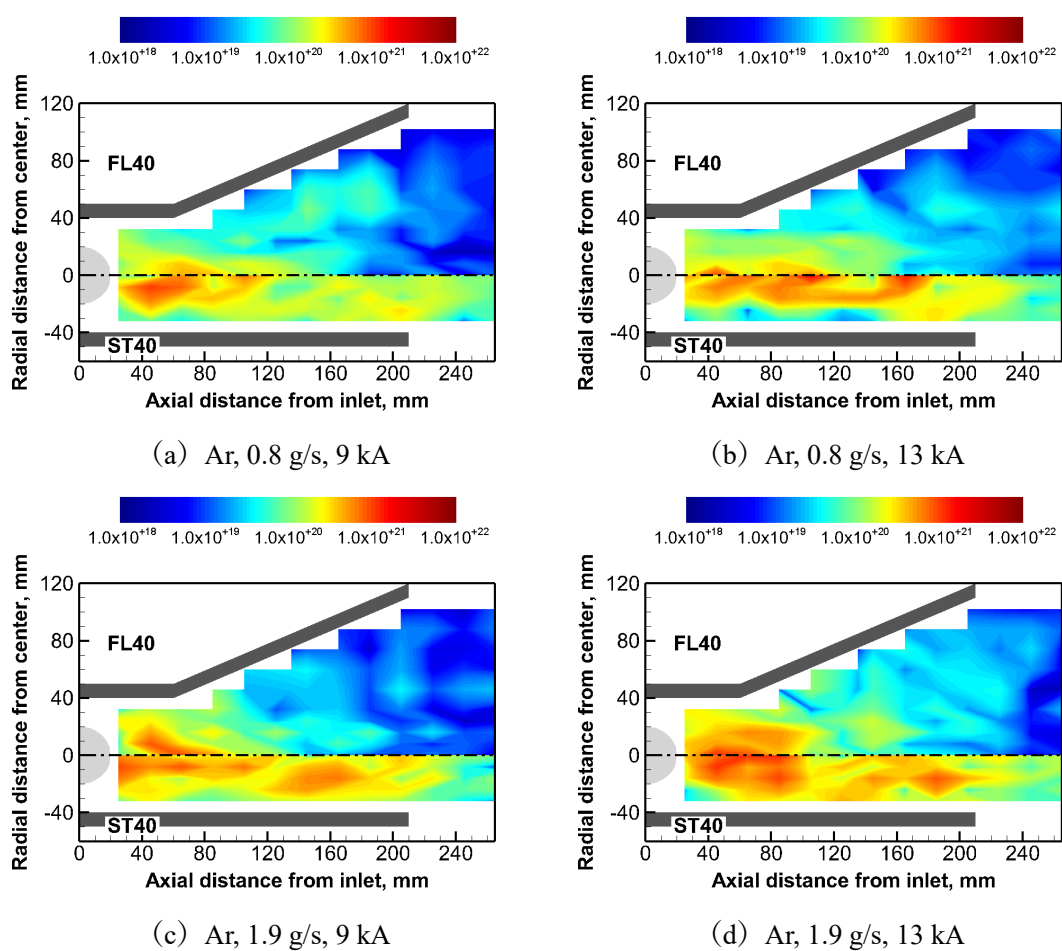 1.0x10+18 1.0x10+19 1.0x10+20 1.0x10+21 1.0x10+22
120
80
40
0
-40
Radial distance from center, mm
FL40
ST40
0 40 80 120 160 200 240
Axial distance from inlet, mm
(a) Ar, 0.8 g/s, 9 kA
1.0x10+18 1.0x10+19 1.0x10+20 1.0x10+21 1.0x10+22
120
80
40
0
-40
Radial distance from center, mm
FL40
ST40
0 40 80 120 160 200 240
Axial distance from inlet, mm
(b) Ar, 0.8 g/s, 13 kA
1.0x10+18 1.0x10+19 1.0x10+20 1.0x10+21 1.0x10+22
120
80
40
0
-40
Radial distance from center, mm
FL40
ST40
0 40 80 120 160 200 240
Axial distance from inlet, mm
(c) Ar, 1.9 g/s, 9 kA
1.0x10+18 1.0x10+19 1.0x10+20 1.0x10+21 1.0x10+22
120
80
40
0
-40
Radial distance from center, mm
FL40
ST40
0 40 80 120 160 200 240
Axial distance from inlet, mm
(d) Ar, 1.9 g/s, 13 kA